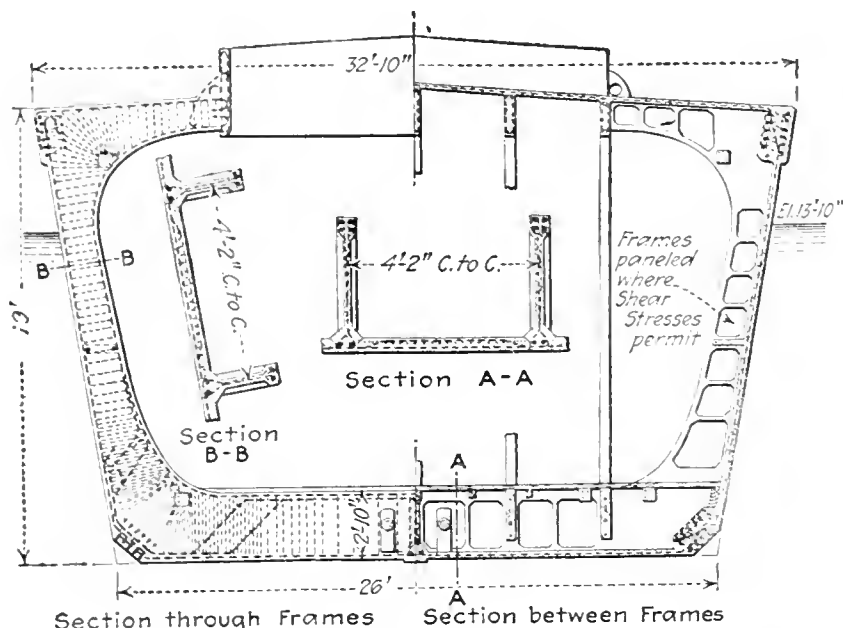 32'-10"
El.13'-10"
B B
4'-2" C. to C.
4'-2" C. to C.
Frames
paneled
where
Shear
Stresses
permit
Section A-A
Section
B-B
A
2'-10"
26'
A
Section through Frames Section between Frames